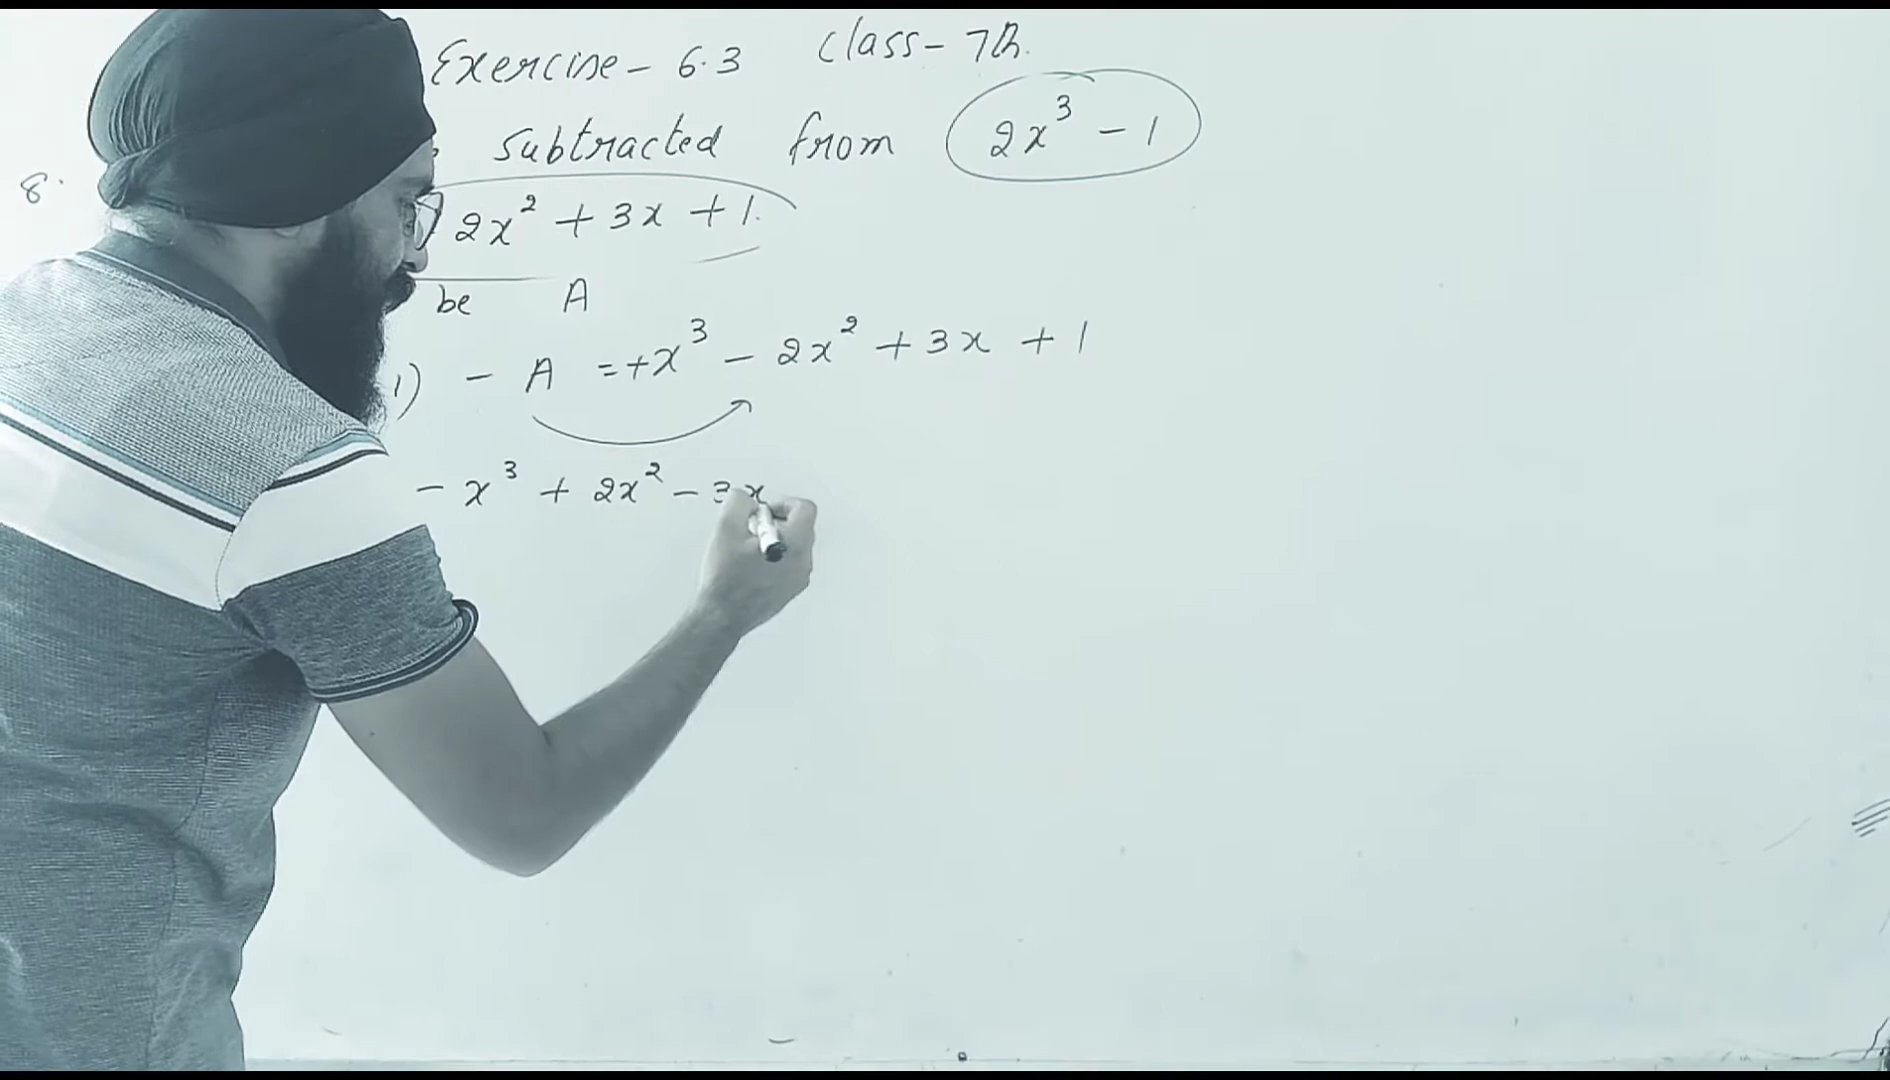 Exercise - 6.3 Class - 7th.
8. subtracted from 2x³ - 1
2x² + 3x + 1.
be A
1) - A = +x³ - 2x² + 3x + 1
- x³ + 2x² - 3x